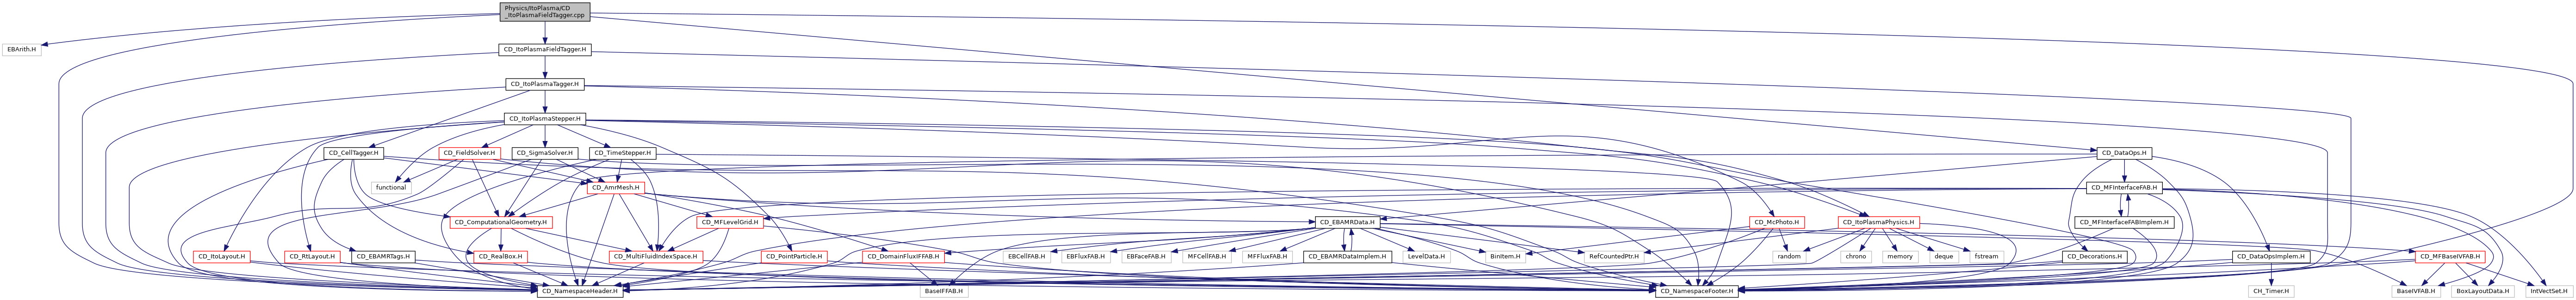 Physics/ItoPlasma/CD
_ItoPlasmaFieldTagger.cpp
EBArith.H
CD_ItoPlasmaFieldTagger.H
CD_ItoPlasmaTagger.H
CD_ItoPlasmaStepper.H
CD_CellTagger.H
CD_FieldSolver.H
CD_SigmaSolver.H
CD_TimeStepper.H
CD_DataOps.H
functional
CD_AmrMesh.H
CD_MFInterfaceFAB.H
CD_ComputationalGeometry.H
CD_MFLevelGrid.H
CD_EBAMRData.H
CD_McPhoto.H
CD_ItoPlasmaPhysics.H
CD_MFInterfaceFABImplem.H
CD_ItoLayout.H
CD_RtLayout.H
CD_EBAMRTags.H
CD_RealBox.H
CD_MultiFluidIndexSpace.H
CD_PointParticle.H
CD_DomainFluxIFFAB.H
EBCellFAB.H
EBFluxFAB.H
EBFaceFAB.H
MFCellFAB.H
MFFluxFAB.H
CD_EBAMRDataImplem.H
LevelData.H
BinItem.H
RefCountedPtr.H
random
chrono
memory
deque
fstream
CD_Decorations.H
CD_DataOpsImplem.H
CD_MFBaseIVFAB.H
CD_NamespaceHeader.H
BaseIFFAB.H
CD_NamespaceFooter.H
CH_Timer.H
BaseIVFAB.H
BoxLayoutData.H
IntVectSet.H